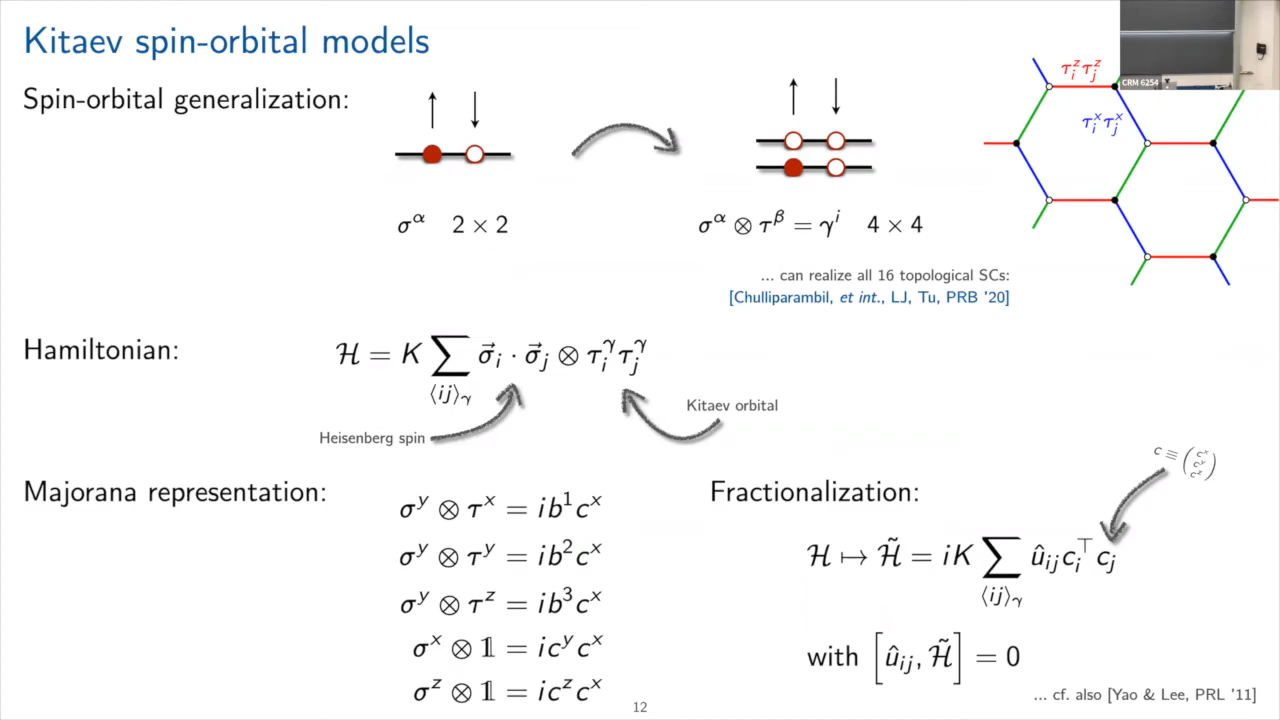 Kitaev spin-orbital models
Spin-orbital generalization:
σ^α 2 × 2
σ^α ⊗ τ^β = γ^i 4 × 4
τ_i^z τ_j^z
τ_i^x τ_j^x
CRM 6254
... can realize all 16 topological SCs:
[Chulliparambil, et int., LJ, Tu, PRB '20]
Hamiltonian:
ℋ = K ∑_{⟨ij⟩_γ} σ⃗_i · σ⃗_j ⊗ τ_i^γ τ_j^γ
Heisenberg spin
Kitaev orbital
Majorana representation:
σ^y ⊗ τ^x = ib^1 c^x
σ^y ⊗ τ^y = ib^2 c^x
σ^y ⊗ τ^z = ib^3 c^x
σ^x ⊗ 𝟙 = ic^y c^x
σ^z ⊗ 𝟙 = ic^z c^x
Fractionalization:
c ≡ (c^x c^y c^z)
ℋ ↦ ℋ̃ = iK ∑_{⟨ij⟩_γ} û_{ij} c_i^⊤ c_j
with [û_{ij}, ℋ̃] = 0
... cf. also [Yao & Lee, PRL '11]
12